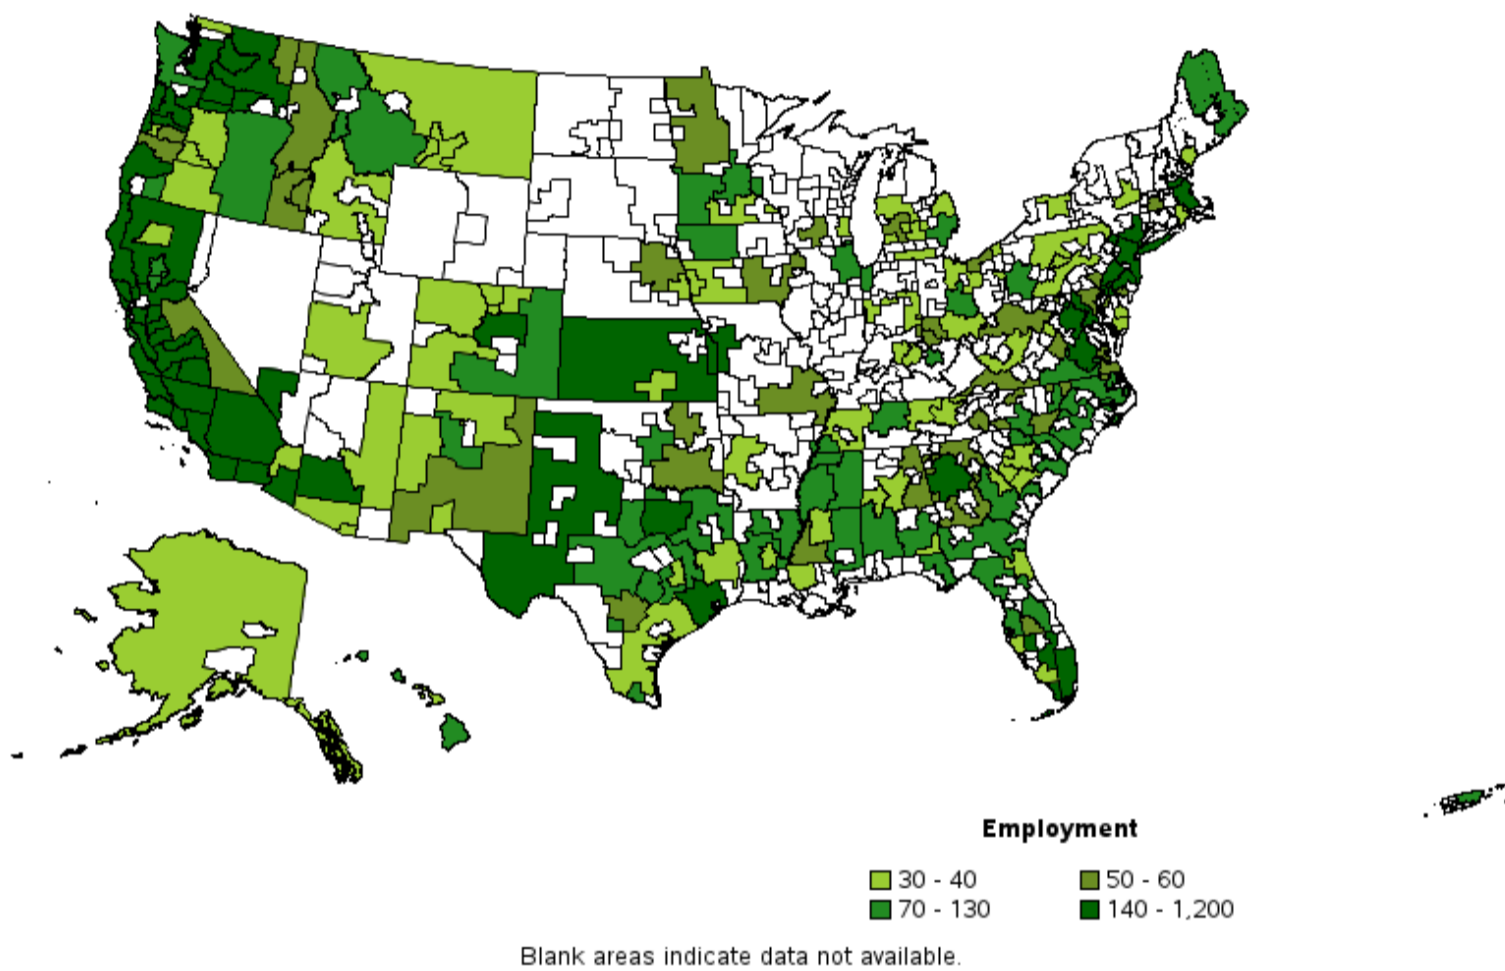 Employment
30 - 40
50 - 60
70 - 130
140 - 1,200
Blank areas indicate data not available.